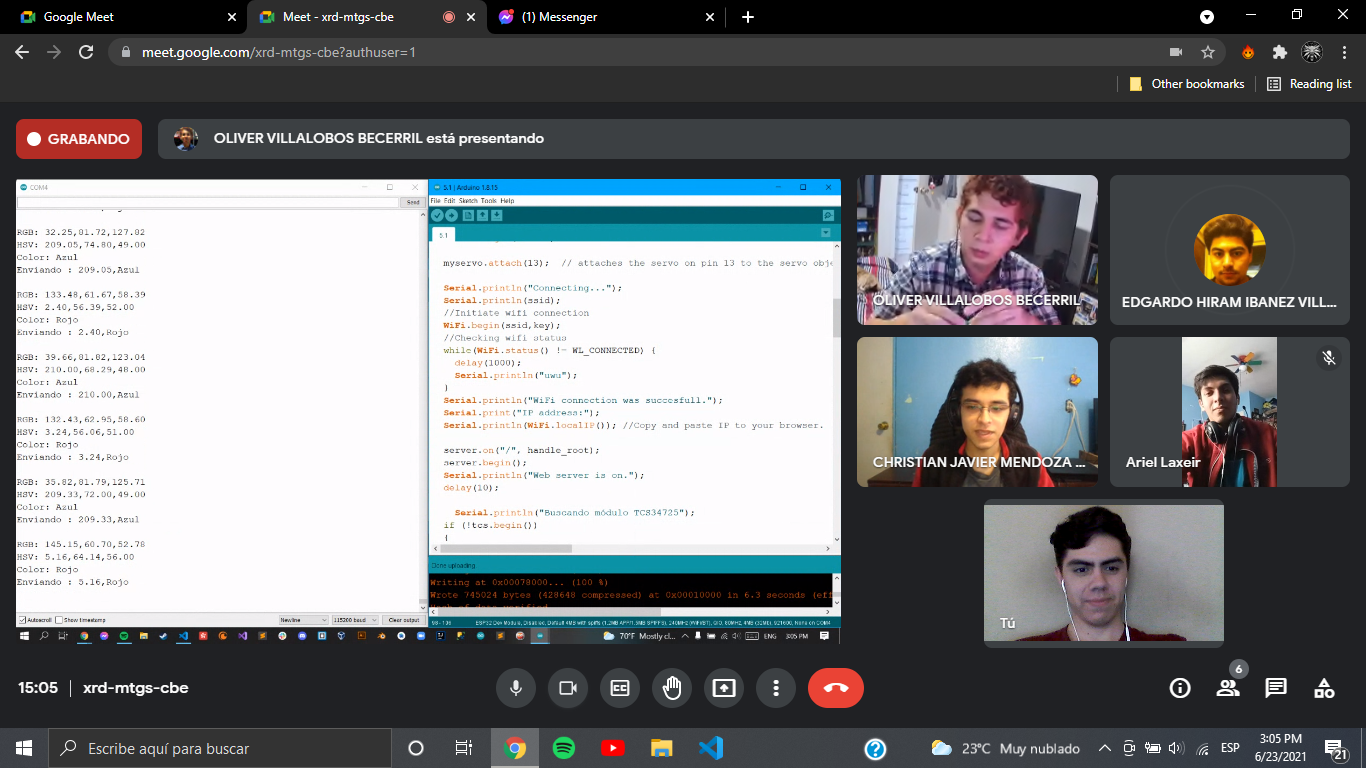 Google Meet
Meet - xrd-mtgs-cbe
(1) Messenger
meet.google.com/xrd-mtgs-cbe?authuser=1
Other bookmarks
Reading list
GRABANDO
OLIVER VILLALOBOS BECERRIL está presentando
COM4
Send
RGB: 32.25,81.72,127.82
HSV: 209.05,74.80,49.00
Color: Azul
Enviando : 209.05,Azul
RGB: 133.48,61.67,58.39
HSV: 2.40,56.39,52.00
Color: Rojo
Enviando : 2.40,Rojo
RGB: 39.66,81.82,123.04
HSV: 210.00,68.29,48.00
Color: Azul
Enviando : 210.00,Azul
RGB: 132.43,62.95,58.60
HSV: 3.24,56.06,51.00
Color: Rojo
Enviando : 3.24,Rojo
RGB: 35.82,81.79,125.71
HSV: 209.33,72.00,49.00
Color: Azul
Enviando : 209.33,Azul
RGB: 145.15,60.70,52.78
HSV: 5.16,64.14,56.00
Color: Rojo
Enviando : 5.16,Rojo
Autoscroll Show timestamp
Newline
115200 baud
Clear output
5.1 | Arduino 1.8.15
File Edit Sketch Tools Help
5.1
myservo.attach(13);  // attaches the servo on pin 13 to the servo obje
Serial.println("Connecting...");
Serial.println(ssid);
//Initiate wifi connection
WiFi.begin(ssid,key);
//Checking wifi status
while(WiFi.status() != WL_CONNECTED) {
delay(1000);
Serial.println("uwu");
}
Serial.println("WiFi connection was succesfull.");
Serial.print("IP address:");
Serial.println(WiFi.localIP()); //Copy and paste IP to your browser.
server.on("/", handle_root);
server.begin();
Serial.println("Web server is on.");
delay(10);
Serial.println("Buscando módulo TCS34725");
if (!tcs.begin())
{
Done uploading
Writing at 0x00078000... (100 %)
Wrote 745024 bytes (428648 compressed) at 0x00010000 in 6.3 seconds (eff
70°F Mostly cl...
ENG
3:05 PM
OLIVER VILLALOBOS BECERRIL
EDGARDO HIRAM IBANEZ VILL...
CHRISTIAN JAVIER MENDOZA ...
Ariel Laxeir
Tú
15:05 | xrd-mtgs-cbe
6
Escribe aquí para buscar
23°C Muy nublado
ESP
3:05 PM
6/23/2021
21